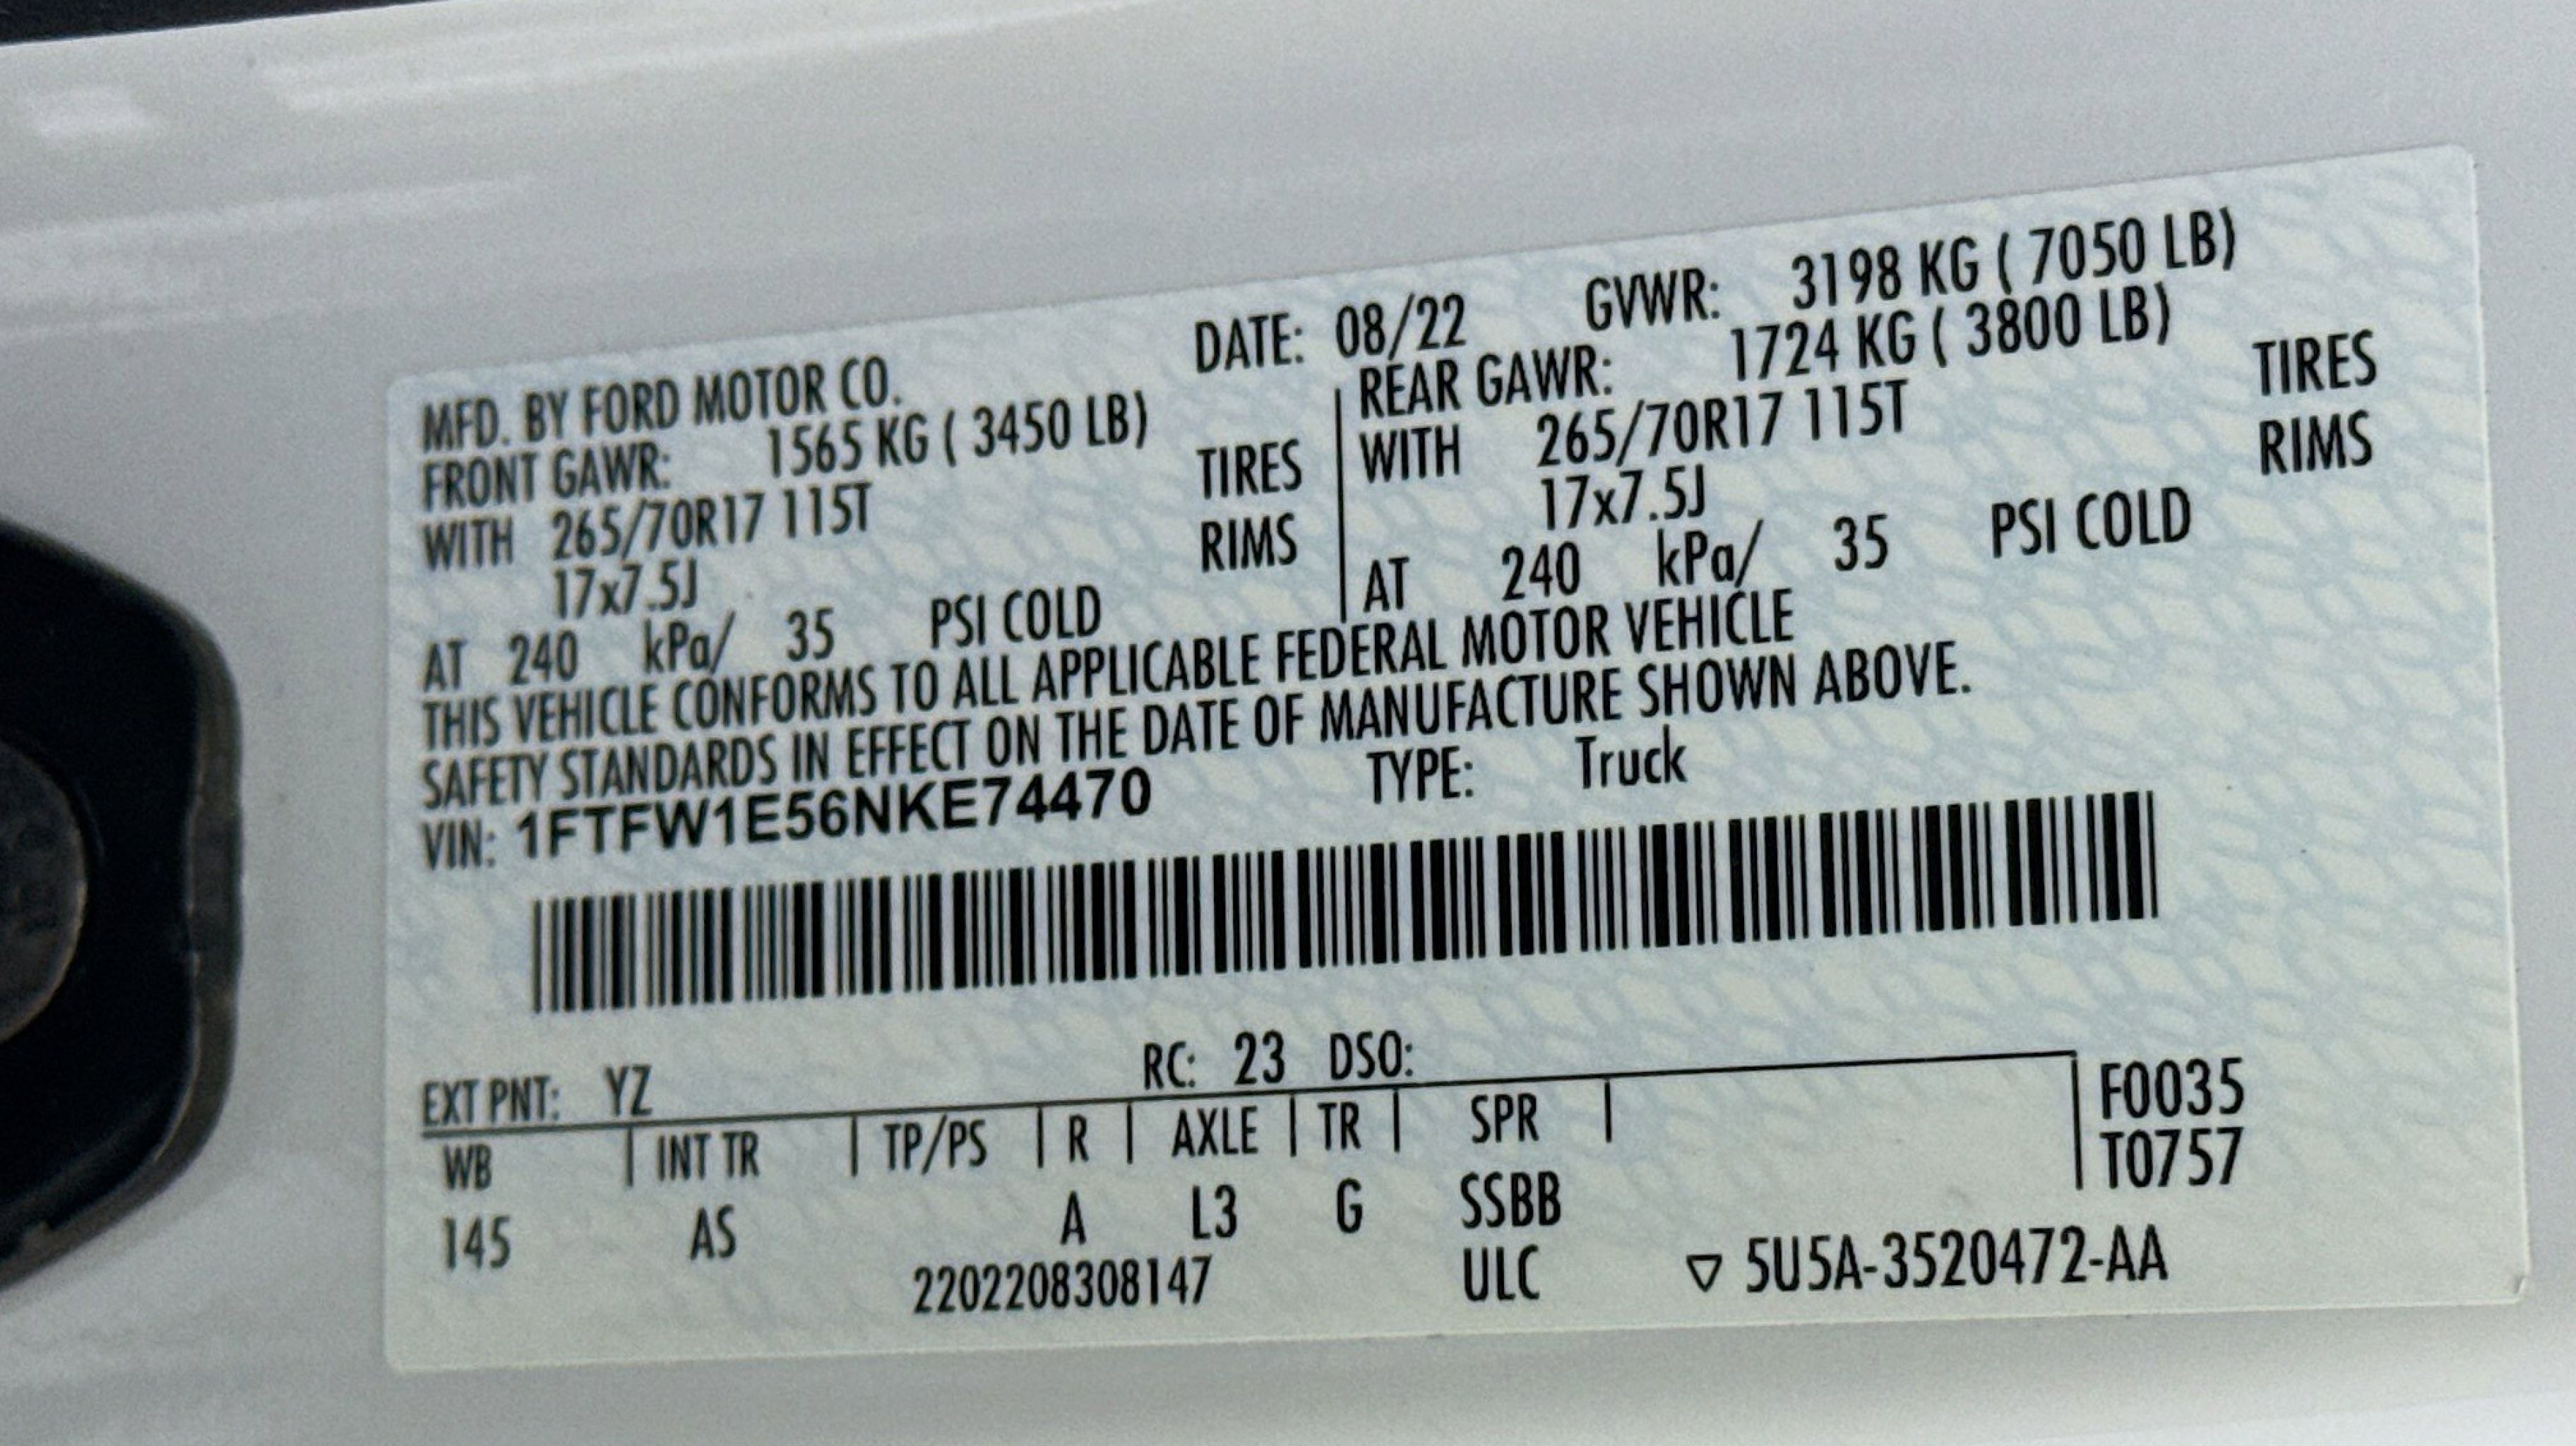 DATE: 08/22 GVWR: 3198 KG ( 7050 LB)
MFD. BY FORD MOTOR CO.
FRONT GAWR: 1565 KG ( 3450 LB)
WITH 265/70R17 115T TIRES
17x7.5J RIMS
AT 240 kPa/ 35 PSI COLD
REAR GAWR: 1724 KG ( 3800 LB)
WITH 265/70R17 115T TIRES
17x7.5J RIMS
AT 240 kPa/ 35 PSI COLD
THIS VEHICLE CONFORMS TO ALL APPLICABLE FEDERAL MOTOR VEHICLE
SAFETY STANDARDS IN EFFECT ON THE DATE OF MANUFACTURE SHOWN ABOVE.
VIN: 1FTFW1E56NKE74470 TYPE: Truck
EXT PNT: YZ RC: 23 DSO:
WB | INT TR | TP/PS | R | AXLE | TR | SPR |
145 AS A L3 G SSBB
2202208308147 ULC ▽ 5U5A-3520472-AA
F0035
T0757